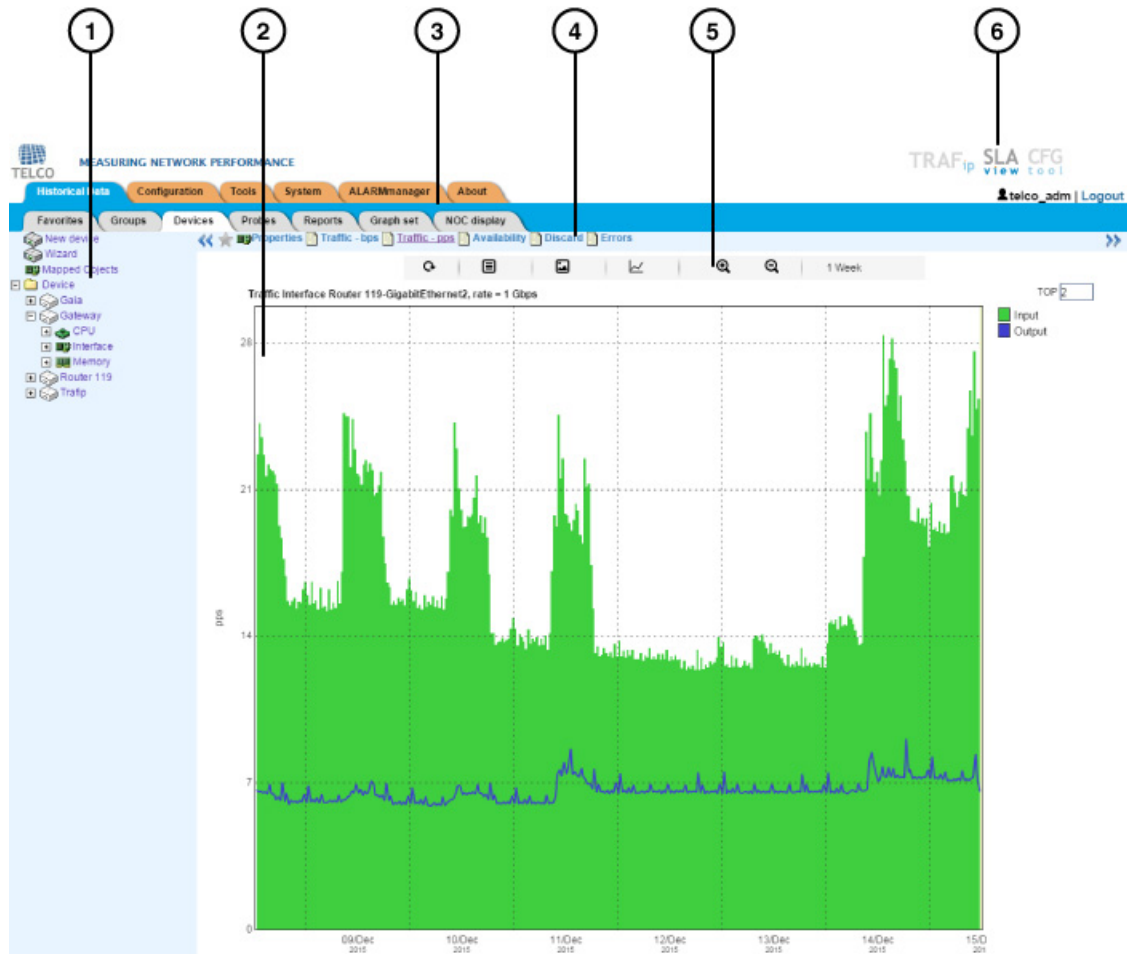 1 2 3 4 5 6
TELCO
MEASURING NETWORK PERFORMANCE
TRAFip SLA view CFG tool
Historical Data Configuration Tools System ALARMmanager About
telco_adm | Logout
Favorites Groups Devices Probes Reports Graph set NOC display
New device
Properties Traffic - bps Traffic - pps Availability Discard Errors
Wizard
Mapped Objects
Device
Gaia
Gateway
CPU
Interface
Memory
Router 119
Trafip
1 Week
Traffic Interface Router 119-GigabitEthernet2, rate = 1 Gbps
TOP 2
Input
Output
28
21
14
7
0
pps
09/Dec 10/Dec 11/Dec 12/Dec 13/Dec 14/Dec 15/D
2015 2015 2015 2015 2015 2015 201